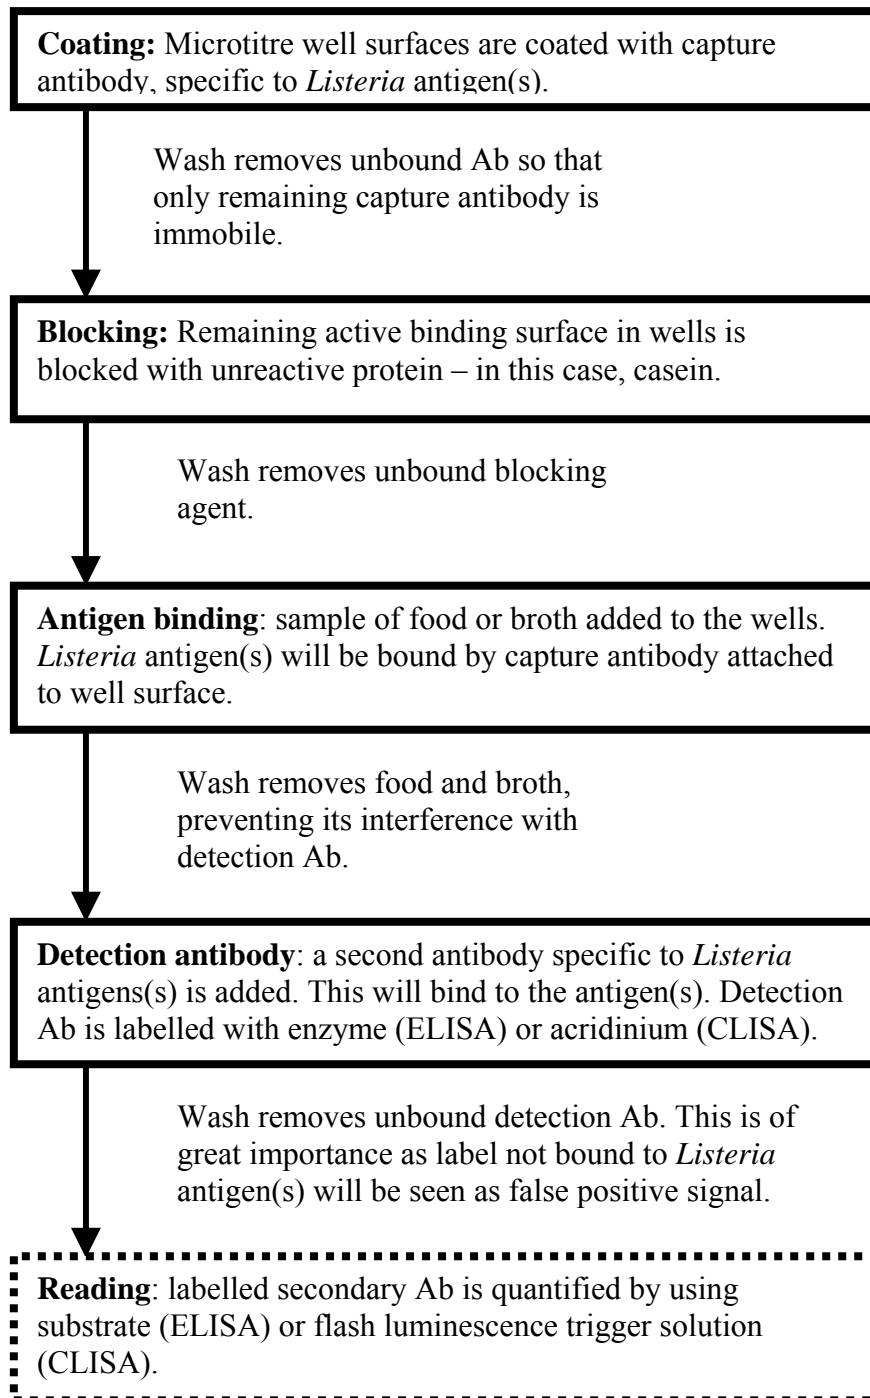 Coating: Microtitre well surfaces are coated with capture
antibody, specific to Listeria antigen(s).
Wash removes unbound Ab so that
only remaining capture antibody is
immobile.
Blocking: Remaining active binding surface in wells is
blocked with unreactive protein – in this case, casein.
Wash removes unbound blocking
agent.
Antigen binding: sample of food or broth added to the wells.
Listeria antigen(s) will be bound by capture antibody attached
to well surface.
Wash removes food and broth,
preventing its interference with
detection Ab.
Detection antibody: a second antibody specific to Listeria
antigens(s) is added. This will bind to the antigen(s). Detection
Ab is labelled with enzyme (ELISA) or acridinium (CLISA).
Wash removes unbound detection Ab. This is of
great importance as label not bound to Listeria
antigen(s) will be seen as false positive signal.
Reading: labelled secondary Ab is quantified by using
substrate (ELISA) or flash luminescence trigger solution
(CLISA).